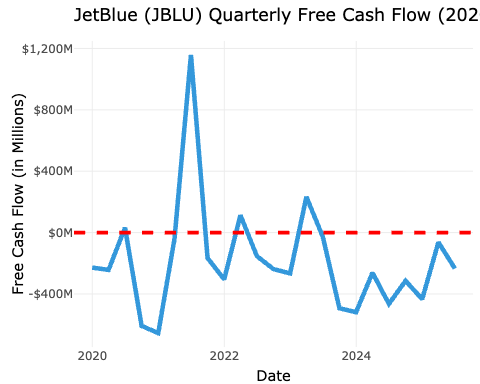 JetBlue (JBLU) Quarterly Free Cash Flow (202
$1,200M
$800M
$400M
$0M
-$400M
Free Cash Flow (in Millions)
2020 2022 2024
Date